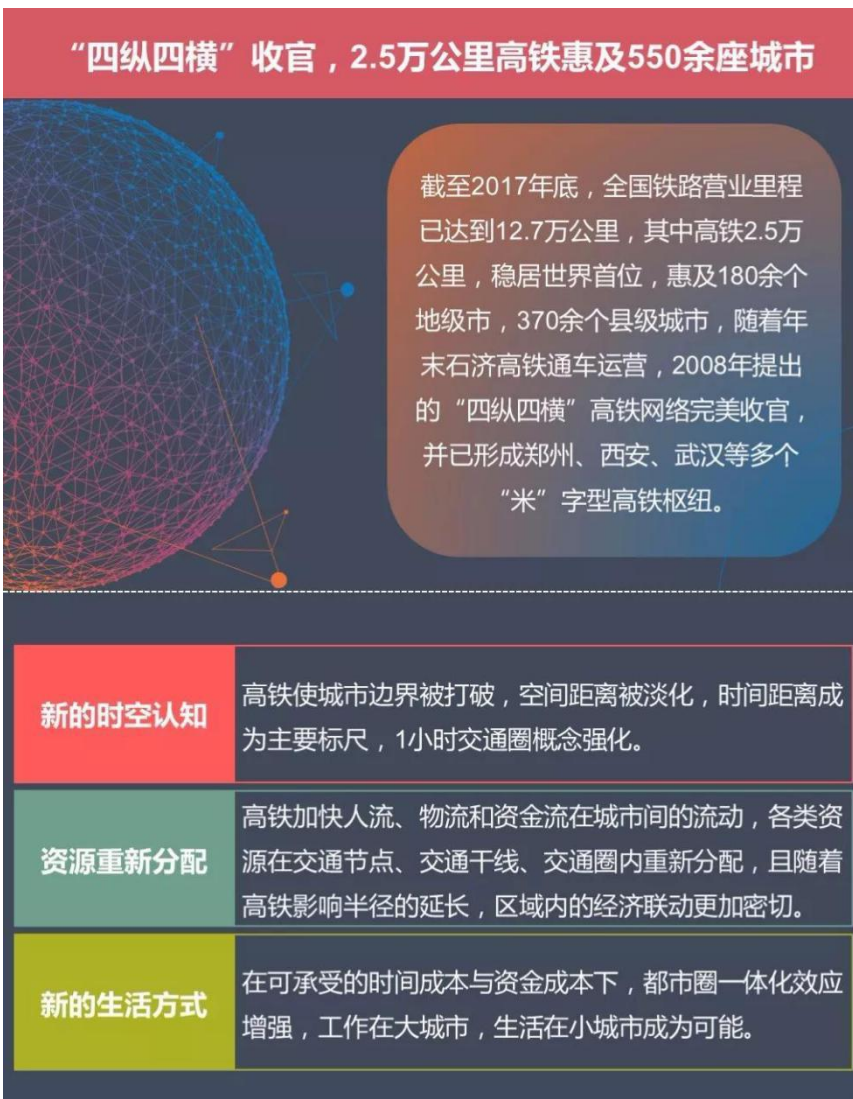 “四纵四横”收官，2.5万公里高铁惠及550余座城市
截至2017年底，全国铁路营业里程
已达到12.7万公里，其中高铁2.5万
公里，稳居世界首位，惠及180余个
地级市，370余个县级城市，随着年
末石济高铁通车运营，2008年提出
的“四纵四横”高铁网络完美收官，
并已形成郑州、西安、武汉等多个
“米”字型高铁枢纽。
新的时空认知
高铁使城市边界被打破，空间距离被淡化，时间距离成
为主要标尺，1小时交通圈概念强化。
资源重新分配
高铁加快人流、物流和资金流在城市间的流动，各类资
源在交通节点、交通干线、交通圈内重新分配，且随着
高铁影响半径的延长，区域内的经济联动更加密切。
新的生活方式
在可承受的时间成本与资金成本下，都市圈一体化效应
增强，工作在大城市，生活在小城市成为可能。